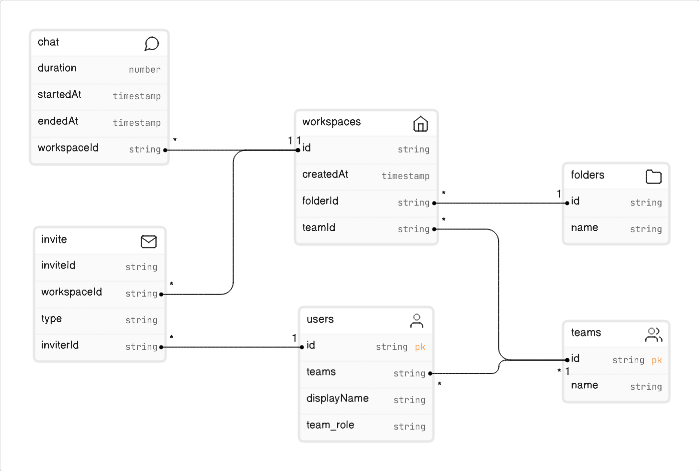 chat
duration number
startedAt timestamp
endedAt timestamp
workspaceId string
*
1 1
workspaces
id string
createdAt timestamp
folderId string
teamId string
*
*
1
folders
id string
name string
invite
inviteId string
workspaceId string
type string
inviterId string
*
*
1
users
id string pk
teams string
displayName string
team_role string
*
* 1
teams
id string pk
name string